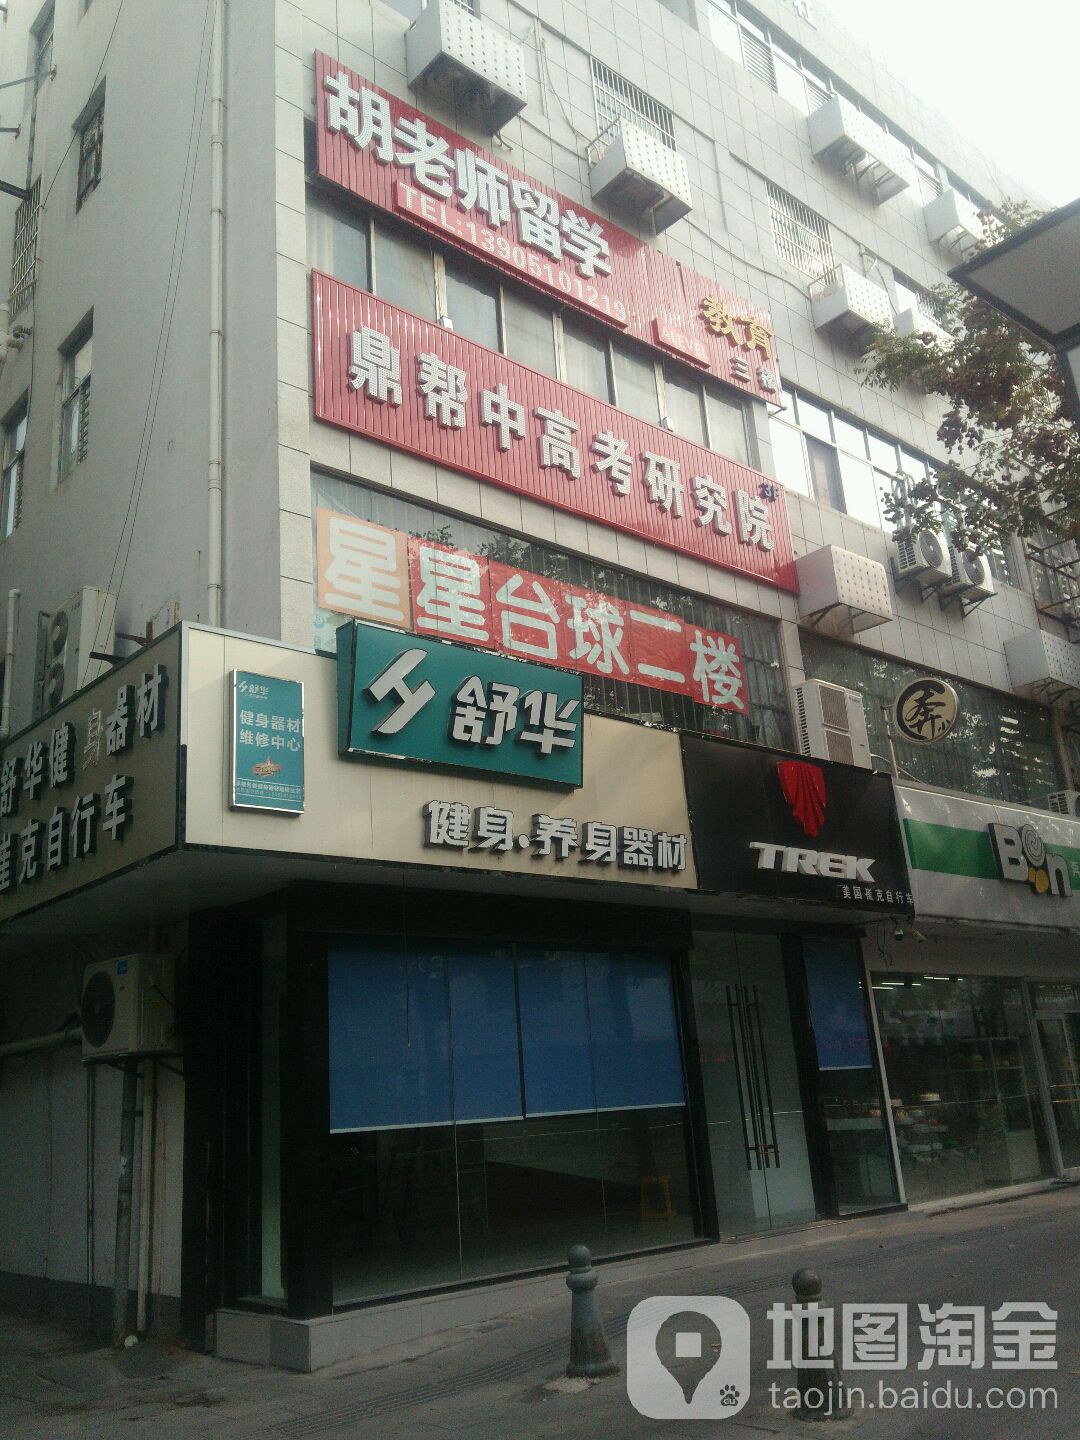 胡老师留学
TEL:13905101219
教育
三楼
鼎帮中高考研究院
3F
星星台球二楼
舒华
健身器材
维修中心
舒华
健身·养身器材
舒华健身器材
崔克自行车
TREK
美国崔克自行车
地图淘金
taojin.baidu.com